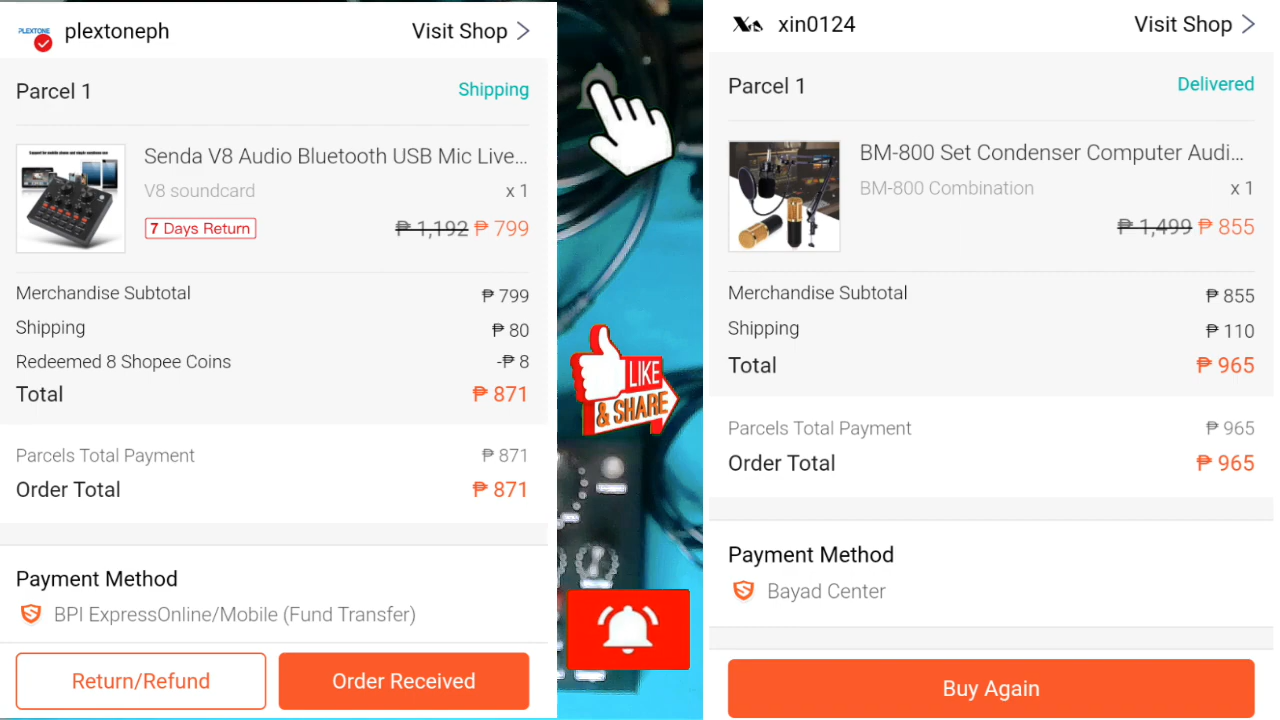 PLEXTONE
plextoneph
Visit Shop
Parcel 1
Shipping
Senda V8 Audio Bluetooth USB Mic Live...
V8 soundcard
x 1
7 Days Return
₱ 1,192 ₱ 799
Merchandise Subtotal
₱ 799
Shipping
₱ 80
Redeemed 8 Shopee Coins
-₱ 8
Total
₱ 871
Parcels Total Payment
₱ 871
Order Total
₱ 871
Payment Method
BPI ExpressOnline/Mobile (Fund Transfer)
Return/Refund
Order Received
LIKE
& SHARE
xin0124
Visit Shop
Parcel 1
Delivered
BM-800 Set Condenser Computer Audi...
BM-800 Combination
x 1
₱ 1,499 ₱ 855
Merchandise Subtotal
₱ 855
Shipping
₱ 110
Total
₱ 965
Parcels Total Payment
₱ 965
Order Total
₱ 965
Payment Method
Bayad Center
Buy Again